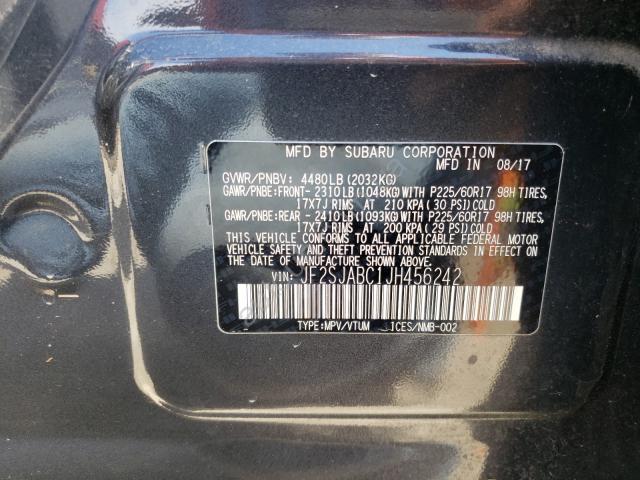 MFD BY SUBARU CORPORATION
MADE IN 08/17
GVWR/PNBV: 4480LB (2032KG)
GAWR/PNBE:FRONT-2310LB(1048KG)WITH P225/60R17 98H TIRES,
17X7J RIMS AT 210 KPA (30 PSI)COLD
GAWR/PNBE:REAR -2410LB(1093KG)WITH P225/60R17 98H TIRES,
17X7J RIMS AT 200 KPA (29 PSI)COLD
THIS VEHICLE CONFORMS TO ALL APPLICABLE FEDERAL MOTOR
VEHICLE SAFETY AND THEFT PREVENTION STANDARDS IN EFFECT
ON THE DATE OF MANUFACTURE SHOWN ABOVE.
VIN: JF2SJABC1JH456242
TYPE:MPV/VTUM ICES/NMB-002